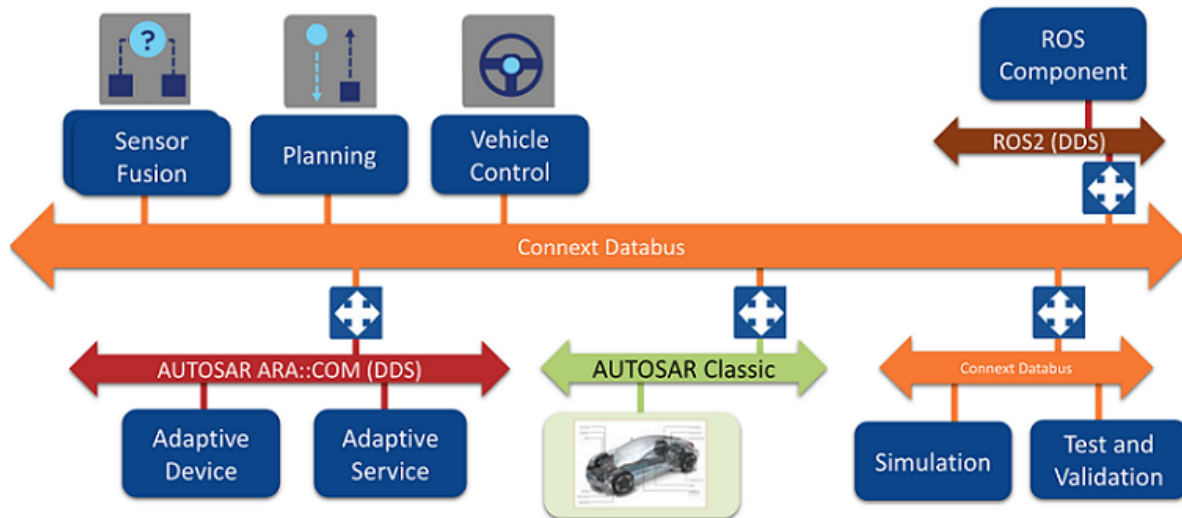 ?
ROS
Component
Sensor
Fusion
Planning
Vehicle
Control
ROS2 (DDS)
Connext Databus
AUTOSAR ARA::COM (DDS)
AUTOSAR Classic
Connext Databus
Adaptive
Device
Adaptive
Service
Simulation
Test and
Validation